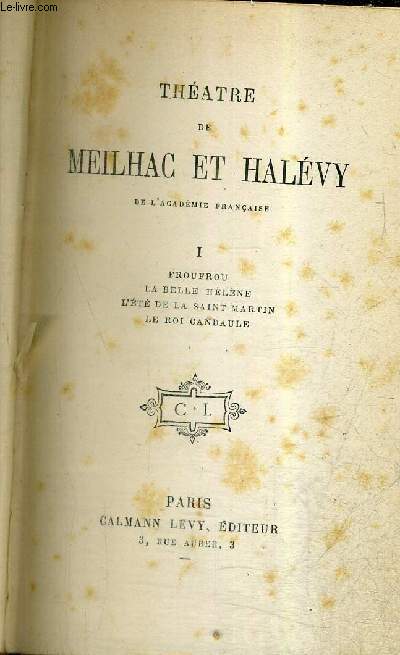 Le-livre.com
THÉATRE
DE
MEILHAC ET HALÉVY
DE L'ACADÉMIE FRANÇAISE
I
FROUFROU
LA BELLE HÉLÈNE
L'ÉTÉ DE LA SAINT-MARTIN
LE ROI CANDAULE
C·L
PARIS
CALMANN LÉVY, ÉDITEUR
3, RUE AUBER, 3